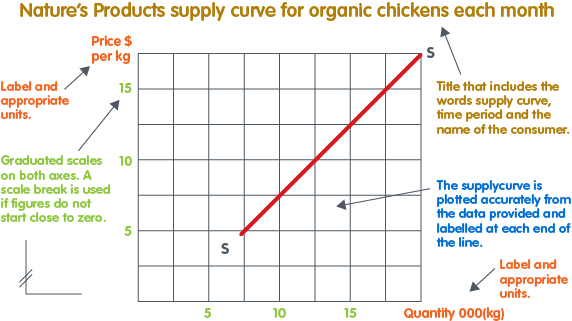 Nature's Products supply curve for organic chickens each month
Price $
per kg
S
Label and
appropriate
units.
15
Title that includes the
words supply curve,
time period and the
name of the consumer.
Graduated scales
on both axes. A
scale break is used
if figures do not
start close to zero.
10
The supplycurve is
plotted accurately from
the data provided and
labelled at each end of
the line.
5
S
Label and
appropriate
units.
5
10
15
Quantity 000(kg)